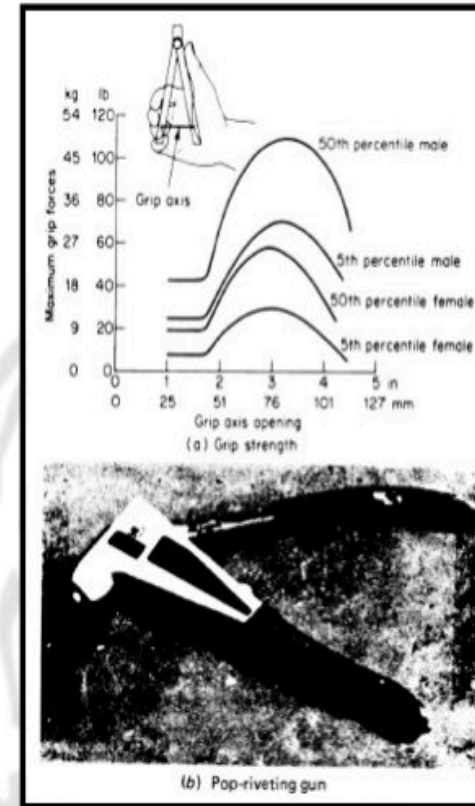 kg lb
54 120
45 100
36 80
27 60
18 40
9 20
0 0
Maximum grip forces
Grip axis
50th percentile male
5th percentile male
50th percentile female
5th percentile female
0 1 2 3 4 5 in
0 25 51 76 101 127 mm
Grip axis opening
(a) Grip strength
(b) Pop-riveting gun